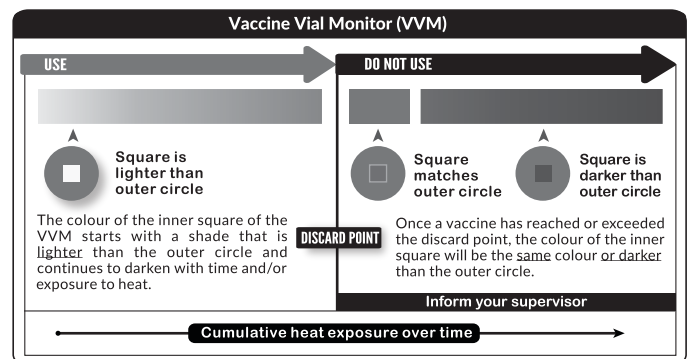 Vaccine Vial Monitor (VVM)
USE
DO NOT USE
Square is
lighter than
outer circle
Square
matches
outer circle
Square is
darker than
outer circle
The colour of the inner square of the
VVM starts with a shade that is
lighter than the outer circle and
continues to darken with time and/or
exposure to heat.
DISCARD POINT
Once a vaccine has reached or exceeded
the discard point, the colour of the inner
square will be the same colour or darker
than the outer circle.
Inform your supervisor
Cumulative heat exposure over time